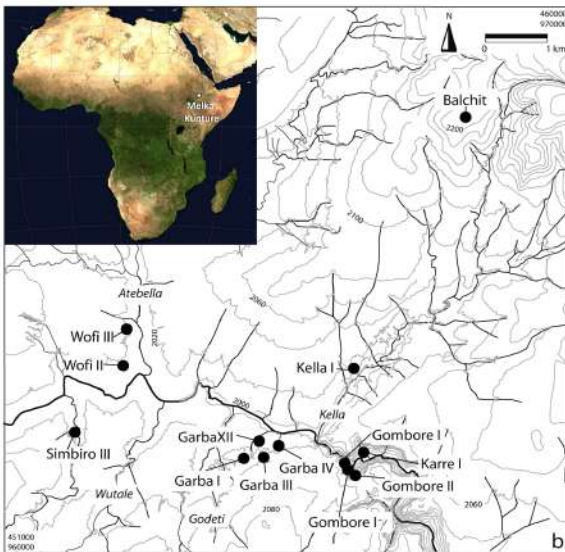 Melka
Kunture
N
460000
970000
0 1 km
Balchit
2200
2100
2060
Atebella
2020
Wofi III
Wofi II
Kella I
2000
Kella
Simbiro III
GarbaXII
Gombore I
Garba IV
Karre I
Garba I
Garba III
Gombore II
Wutale
Godeti
2080
Gombore I
2060
451000
960000
b